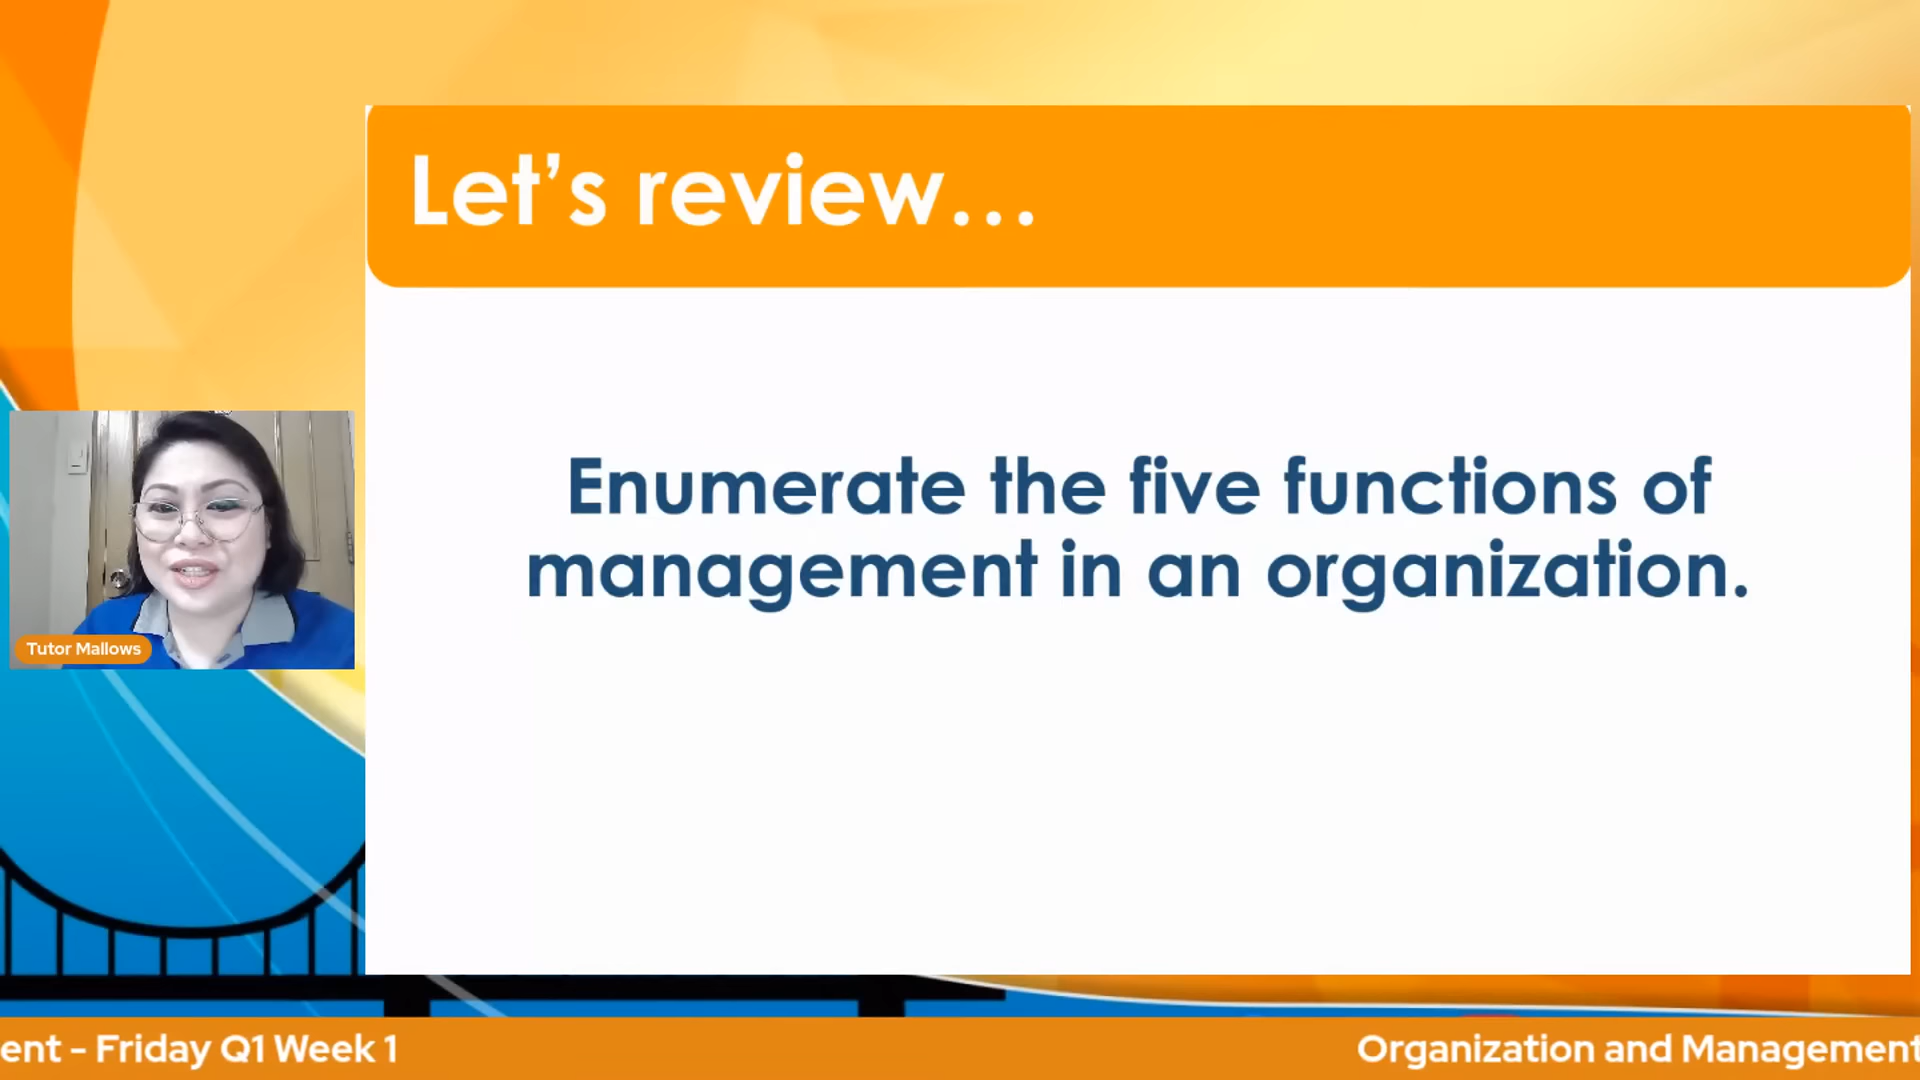 Let’s review...
Enumerate the five functions of
management in an organization.
Tutor Mallows
ent - Friday Q1 Week 1
Organization and Management